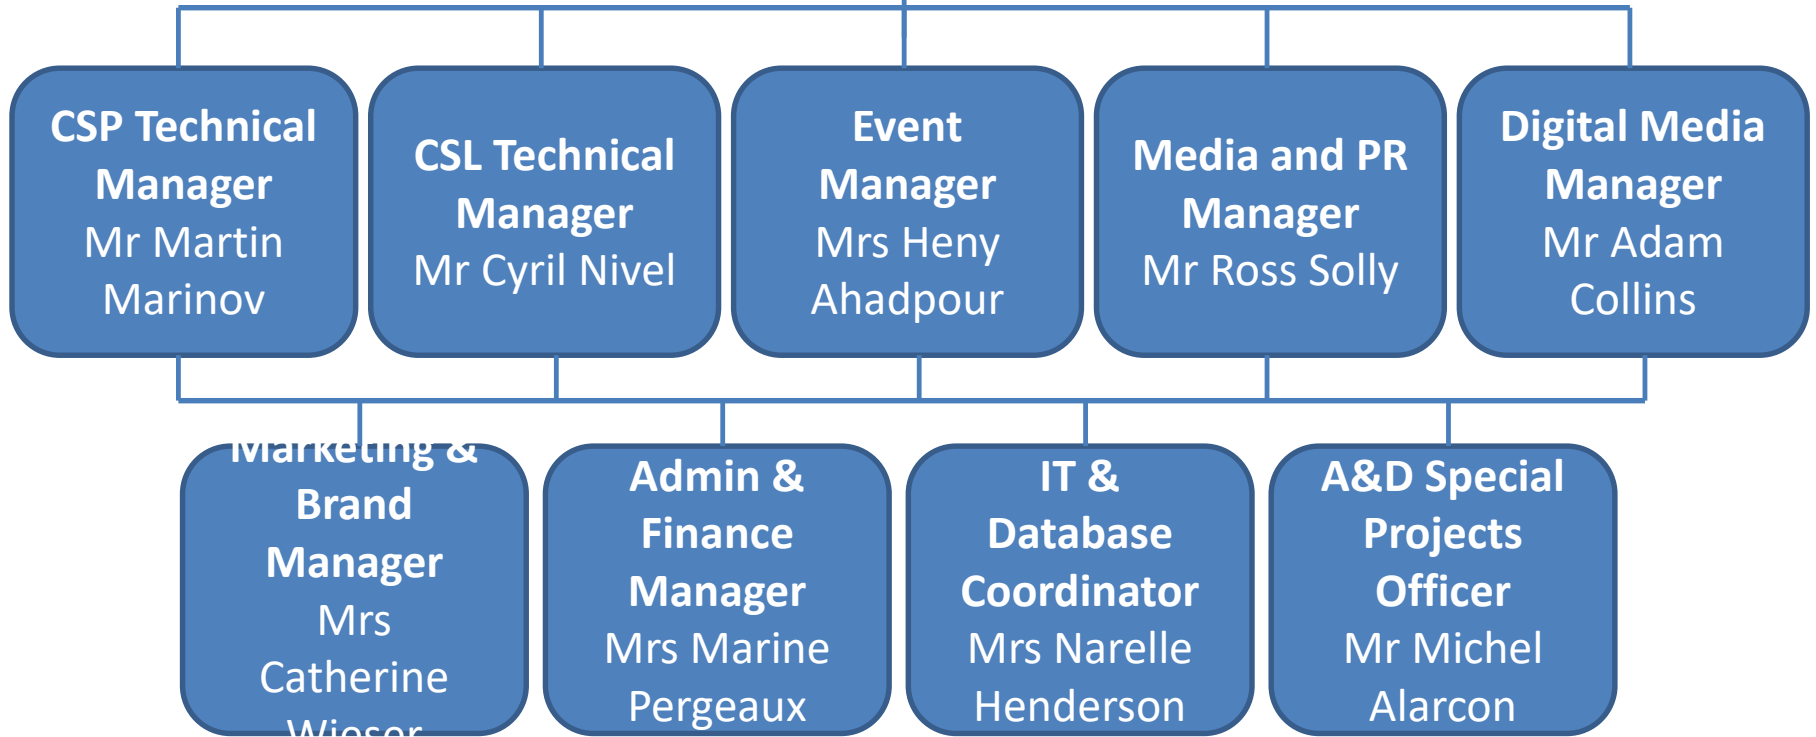 CSP Technical
Manager
Mr Martin
Marinov
CSL Technical
Manager
Mr Cyril Nivel
Event
Manager
Mrs Heny
Ahadpour
Media and PR
Manager
Mr Ross Solly
Digital Media
Manager
Mr Adam
Collins
Marketing &
Brand
Manager
Mrs
Catherine
Wieser
Admin &
Finance
Manager
Mrs Marine
Pergeaux
IT &
Database
Coordinator
Mrs Narelle
Henderson
A&D Special
Projects
Officer
Mr Michel
Alarcon